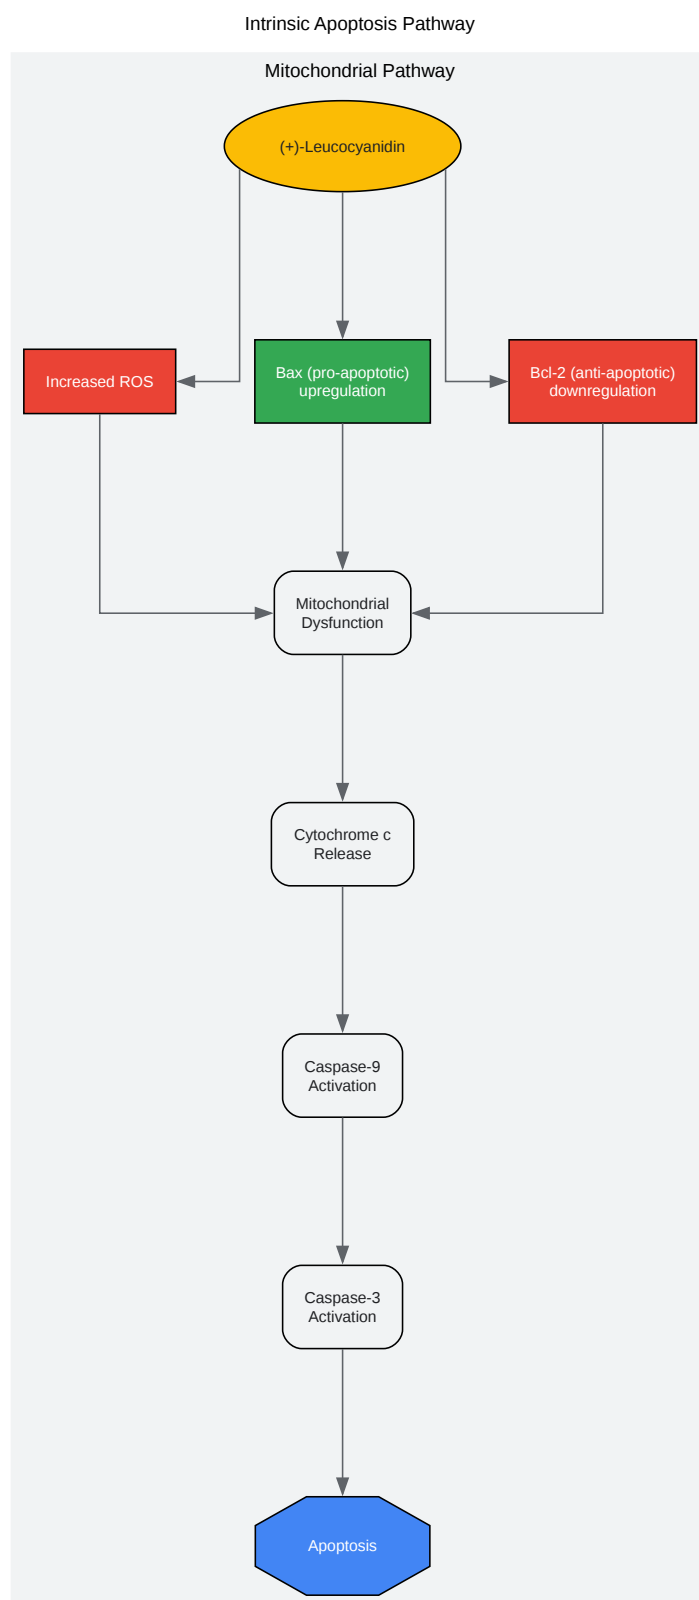 Intrinsic Apoptosis Pathway
Mitochondrial Pathway
(+)-Leucocyanidin
Increased ROS
Bax (pro-apoptotic)
upregulation
Bcl-2 (anti-apoptotic)
downregulation
Mitochondrial
Dysfunction
Cytochrome c
Release
Caspase-9
Activation
Caspase-3
Activation
Apoptosis